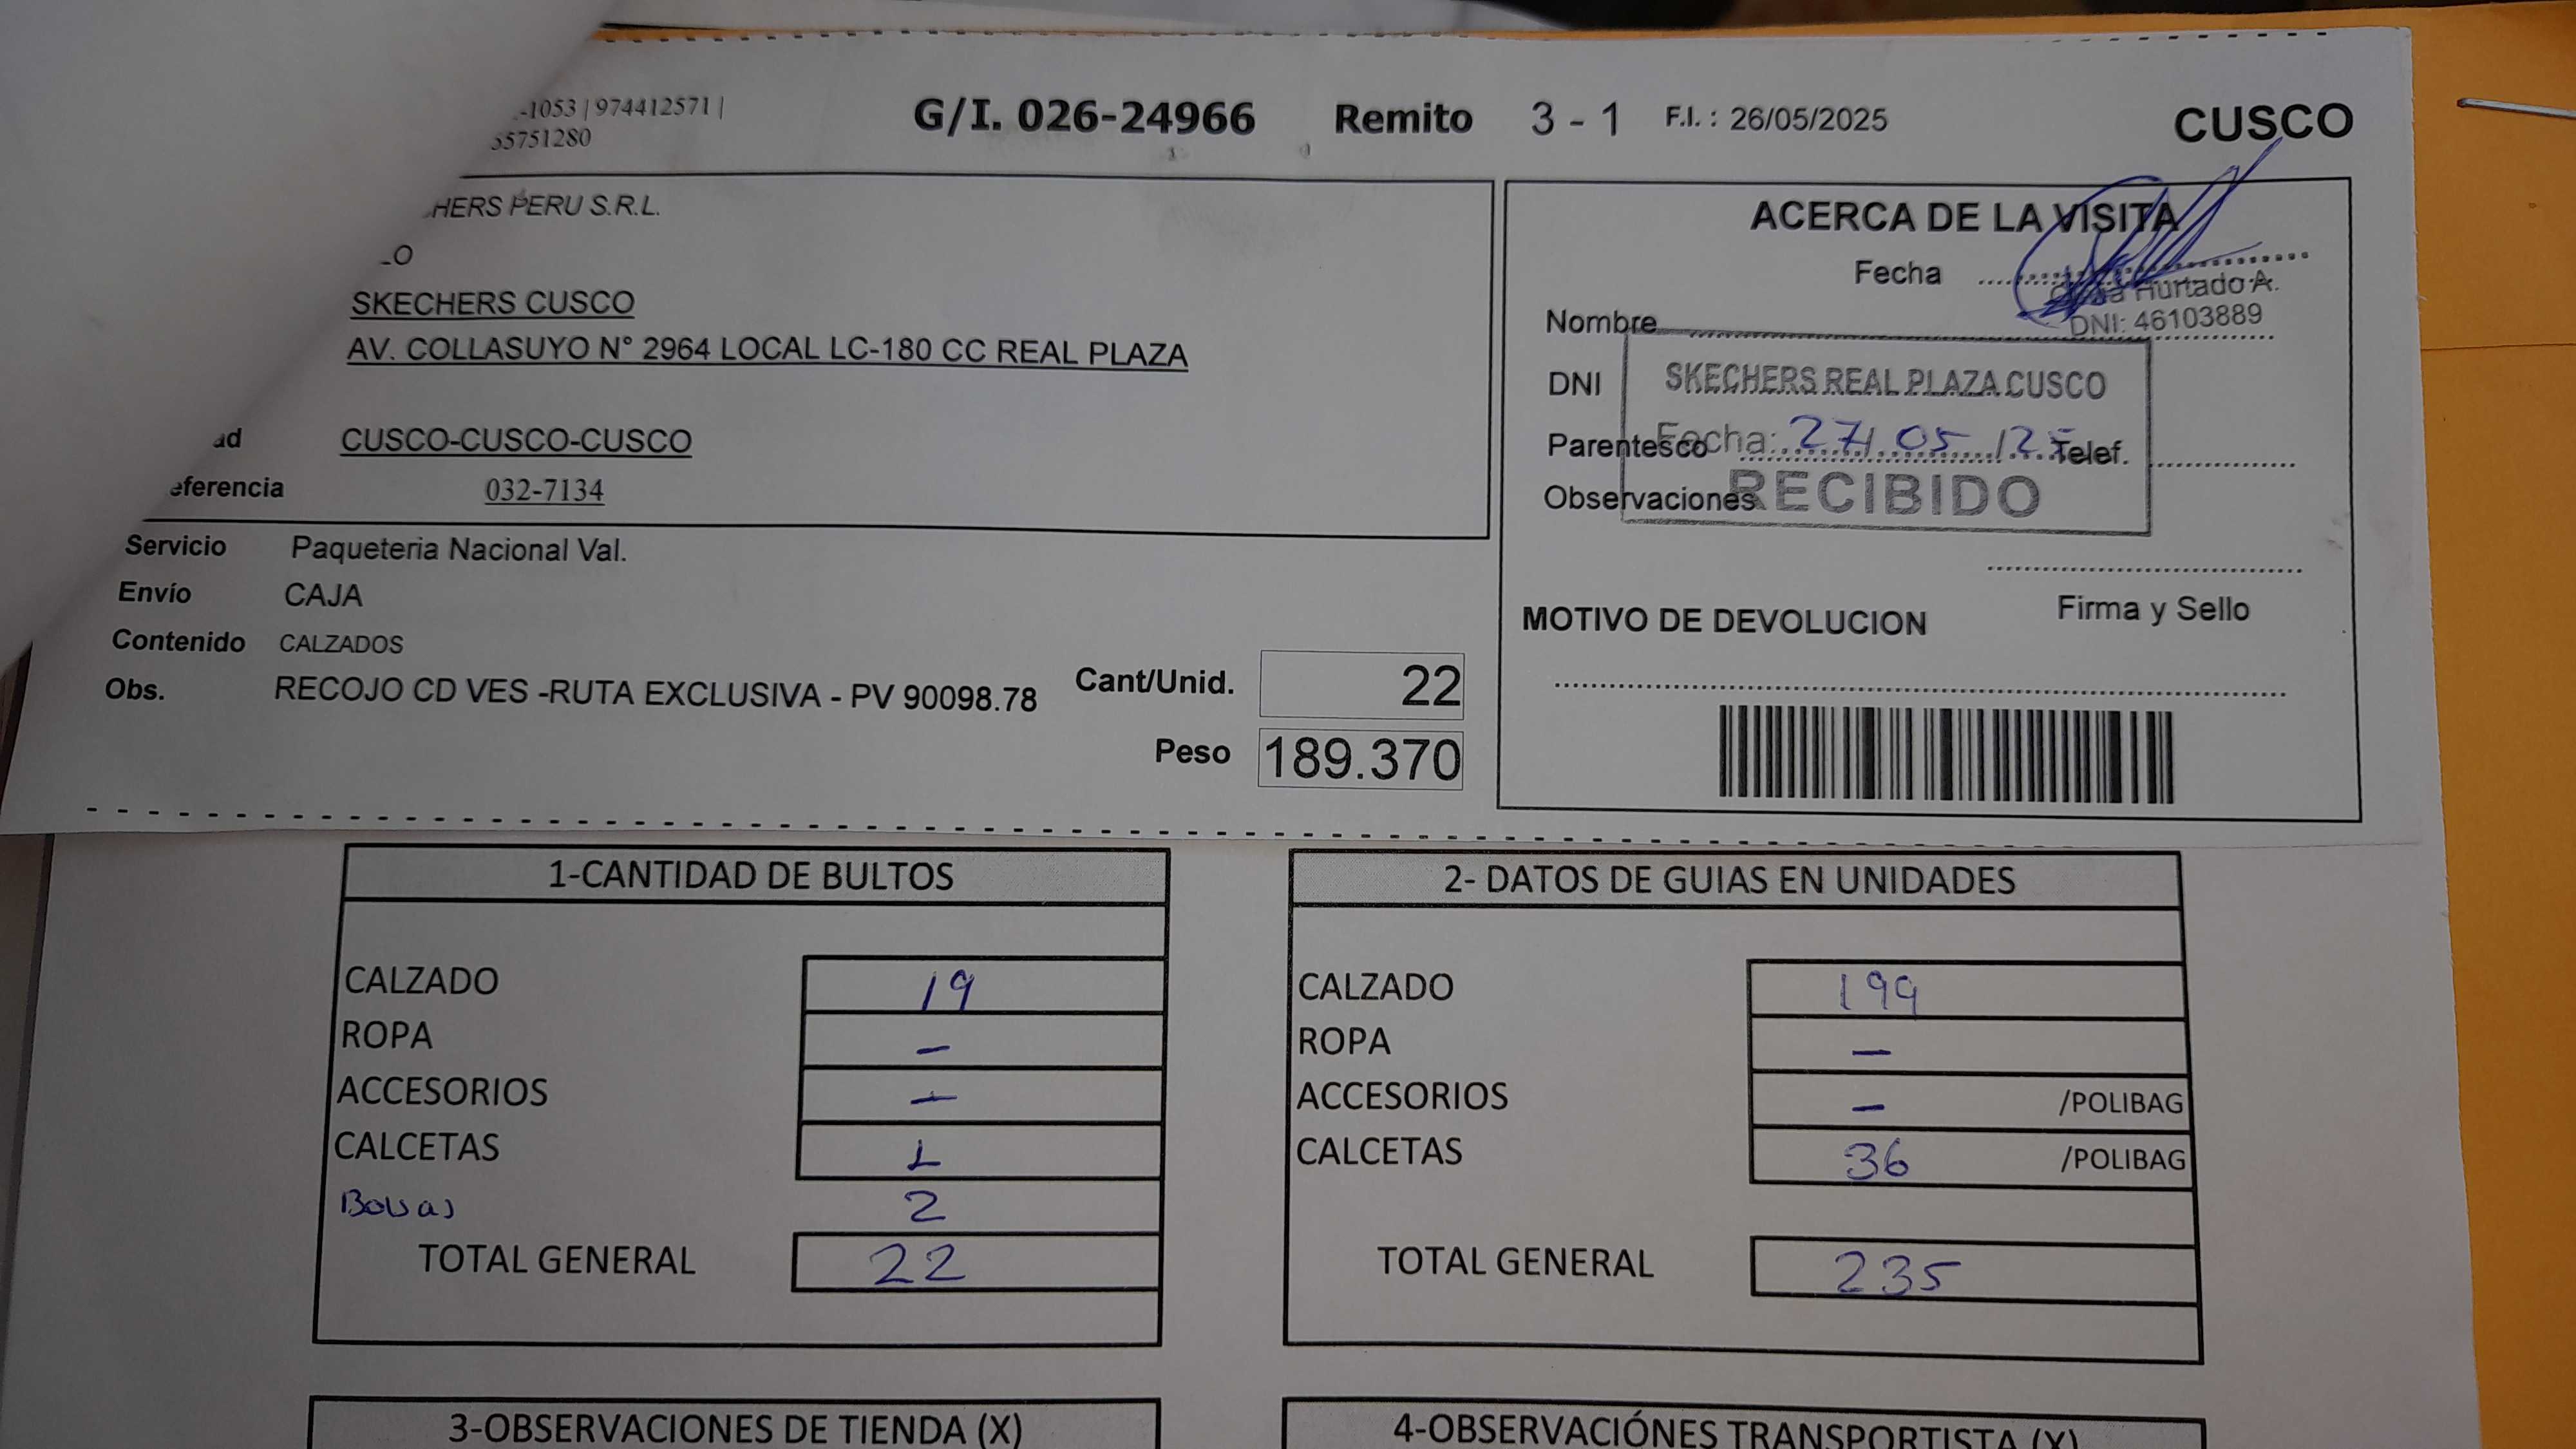 -1053 | 974412571 |
55751280
G/I. 026-24966 Remito 3 - 1 F.I. : 26/05/2025 CUSCO
HERS PERU S.R.L.
LO
SKECHERS CUSCO
AV. COLLASUYO N° 2964 LOCAL LC-180 CC REAL PLAZA
ad CUSCO-CUSCO-CUSCO
eferencia 032-7134
Servicio Paqueteria Nacional Val.
Envío CAJA
Contenido CALZADOS
Obs. RECOJO CD VES -RUTA EXCLUSIVA - PV 90098.78
Cant/Unid. 22
Peso 189.370
ACERCA DE LA VISITA
Fecha
Hurtado A.
DNI: 46103889
Nombre
DNI
SKECHERS REAL PLAZA CUSCO
Parentesco
Fecha: 27/05/25
Telef.
Observaciones
RECIBIDO
Firma y Sello
MOTIVO DE DEVOLUCION
1-CANTIDAD DE BULTOS
CALZADO 19
ROPA -
ACCESORIOS -
CALCETAS 1
Bolsas 2
TOTAL GENERAL 22
2- DATOS DE GUIAS EN UNIDADES
CALZADO 199
ROPA -
ACCESORIOS - /POLIBAG
CALCETAS 36 /POLIBAG
TOTAL GENERAL 235
3-OBSERVACIONES DE TIENDA (X)
4-OBSERVACIÓNES TRANSPORTISTA (X)